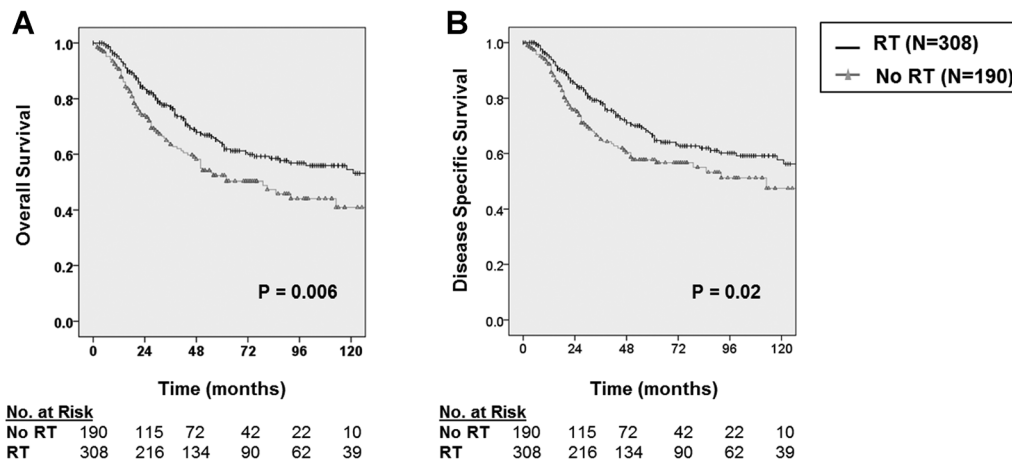 A
Overall Survival
1.0
0.8
0.6
0.4
0.2
0.0
P = 0.006
0 24 48 72 96 120
Time (months)
No. at Risk
No RT 190 115 72 42 22 10
RT 308 216 134 90 62 39
B
Disease Specific Survival
1.0
0.8
0.6
0.4
0.2
0.0
P = 0.02
0 24 48 72 96 120
Time (months)
No. at Risk
No RT 190 115 72 42 22 10
RT 308 216 134 90 62 39
RT (N=308)
No RT (N=190)